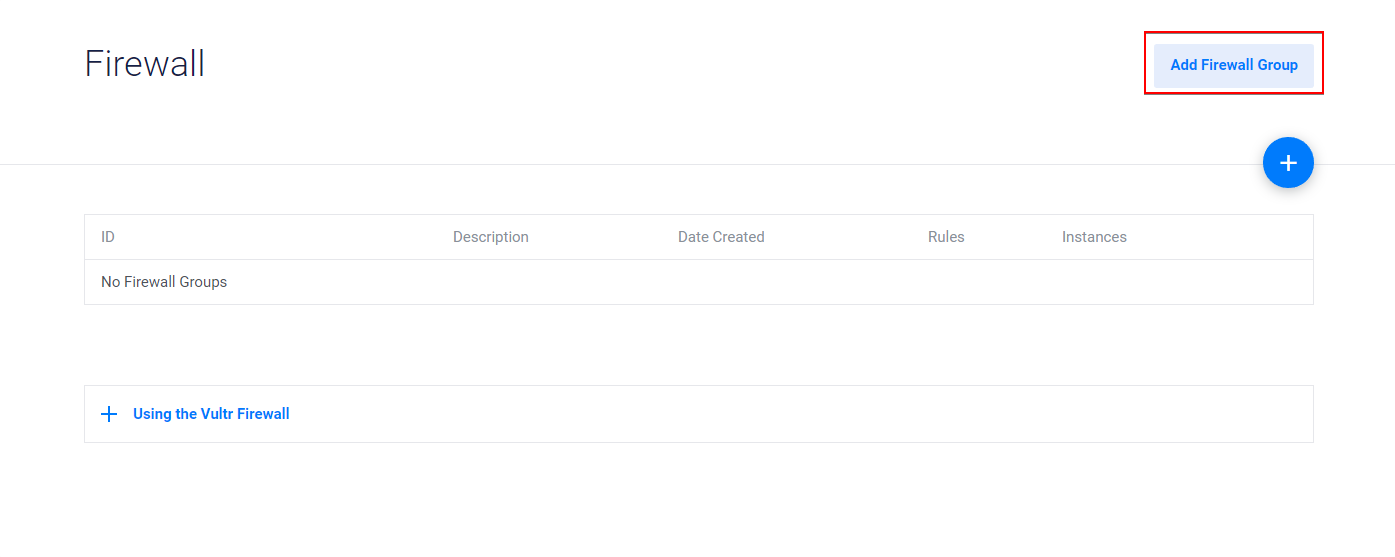 Firewall
Add Firewall Group
ID Description Date Created Rules Instances
No Firewall Groups
Using the Vultr Firewall